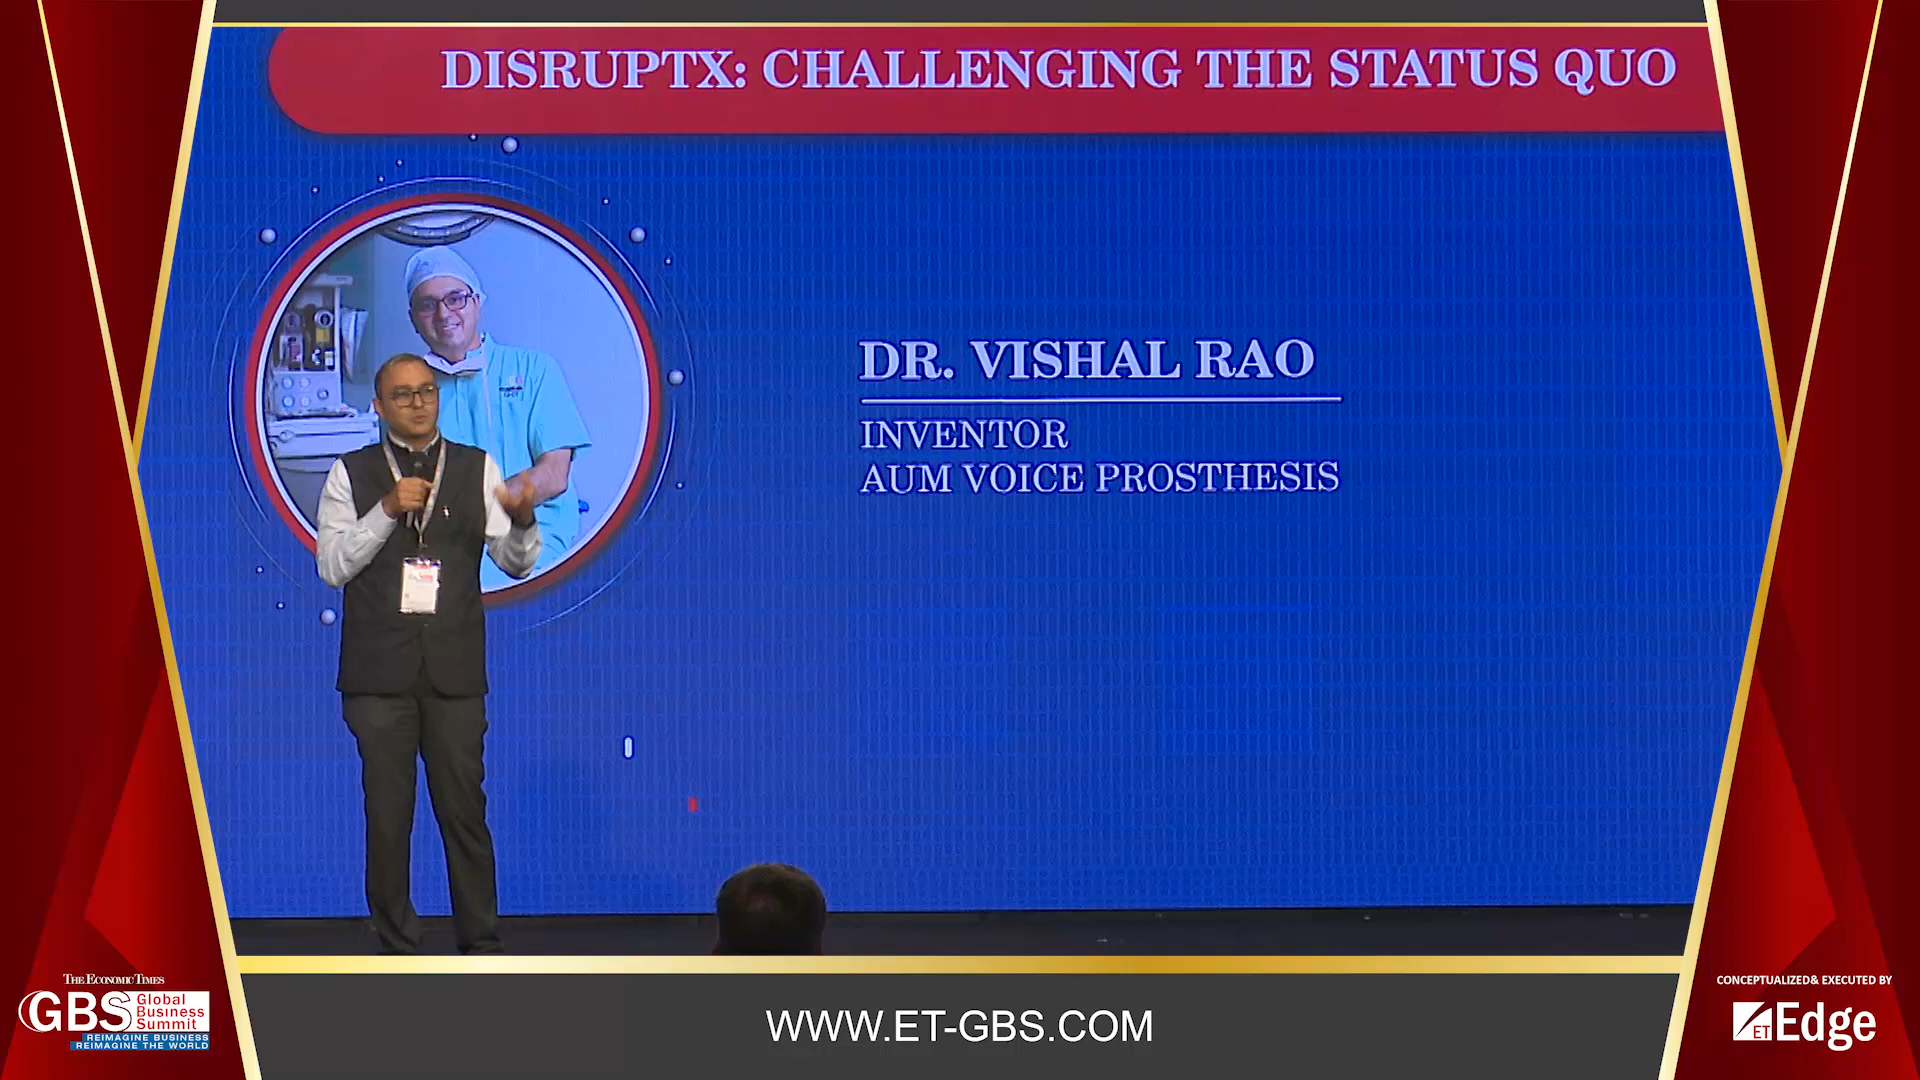 DISRUPTX: CHALLENGING THE STATUS QUO
DR. VISHAL RAO
INVENTOR
AUM VOICE PROSTHESIS
THE ECONOMIC TIMES
GBS Global
Business
Summit
REIMAGINE BUSINESS
REIMAGINE THE WORLD
WWW.ET-GBS.COM
CONCEPTUALIZED& EXECUTED BY
ET Edge